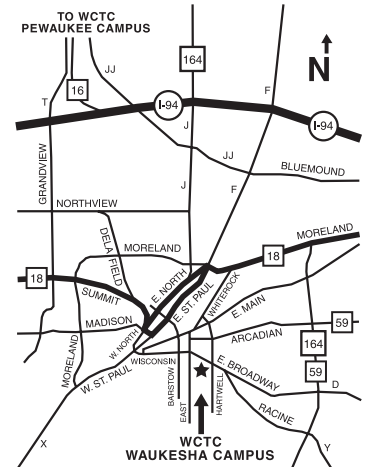 TO WCTC
PEWAUKEE CAMPUS
JJ
164
N
16
T
I-94
F
J
I-94
JJ
BLUEMOUND
GRANDVIEW
J
F
NORTHVIEW
DELAFIELD
MORELAND
MORELAND
18
18
SUMMIT
E. NORTH
E. ST. PAUL
WHITEROCK
E. MAIN
MADISON
W. NORTH
ARCADIAN
59
164
WISCONSIN
MORELAND
W. ST. PAUL
BARSTOW
EAST
HARTWELL
E. BROADWAY
59
D
RACINE
X
Y
WCTC
WAUKESHA CAMPUS